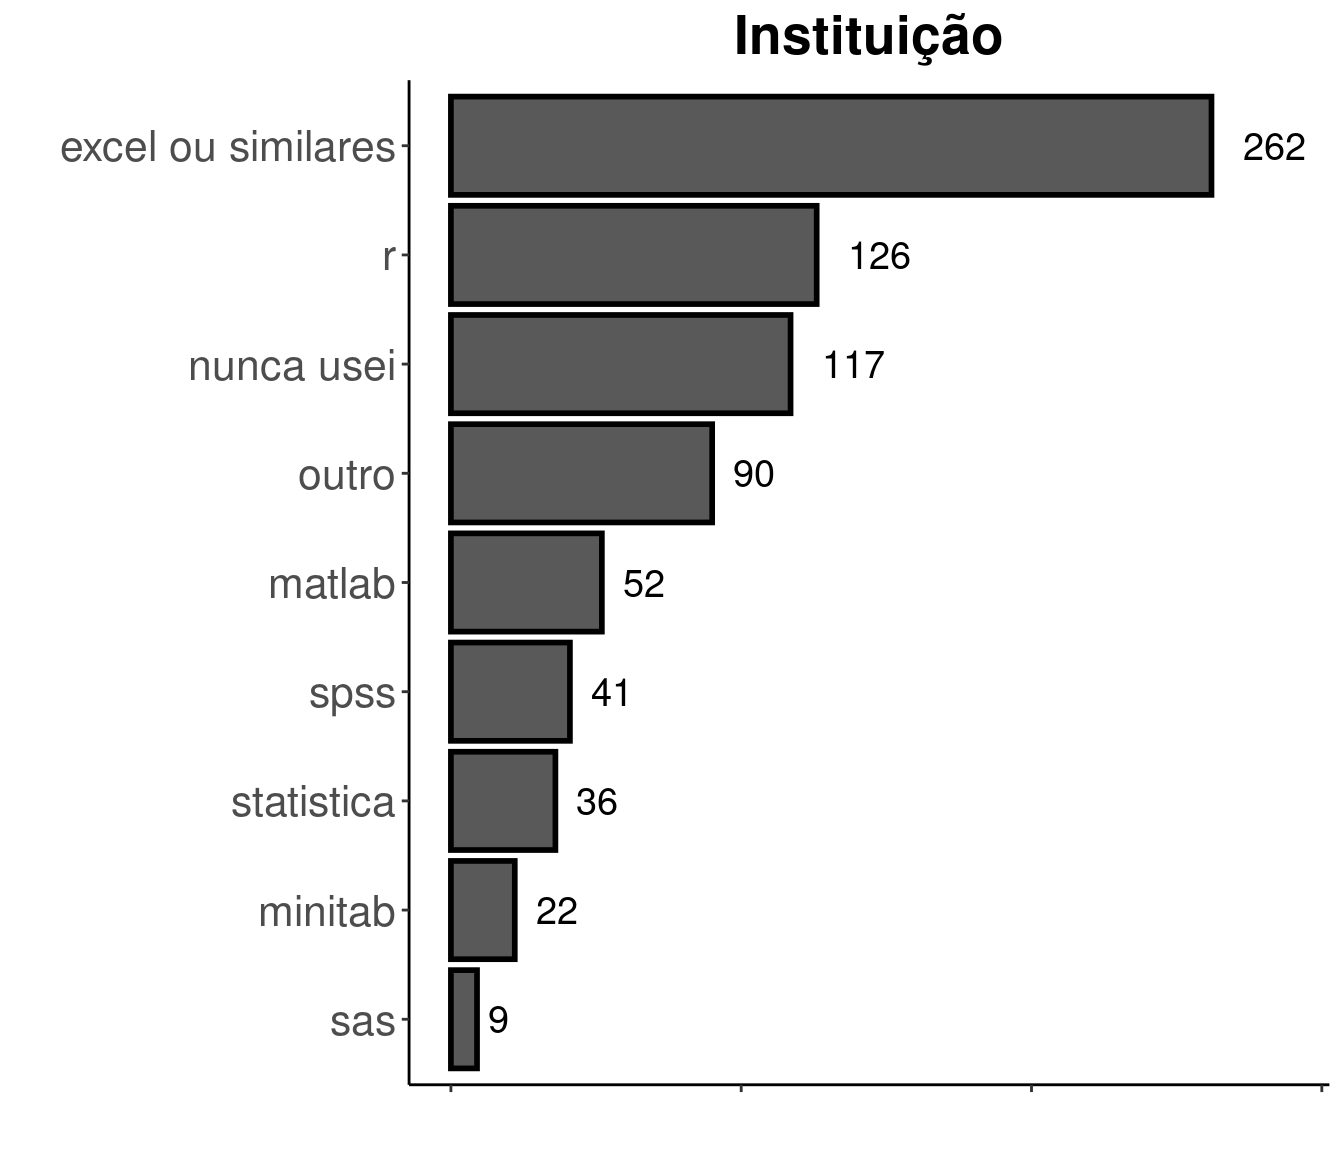 Instituição
excel ou similares 262
r 126
nunca usei 117
outro 90
matlab 52
spss 41
statistica 36
minitab 22
sas 9